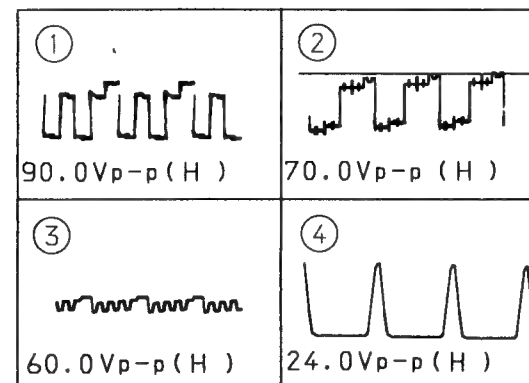 1
2
90.0Vp-p(H )
70.0Vp-p (H )
3
4
60.0Vp-p(H )
24.0Vp-p(H )